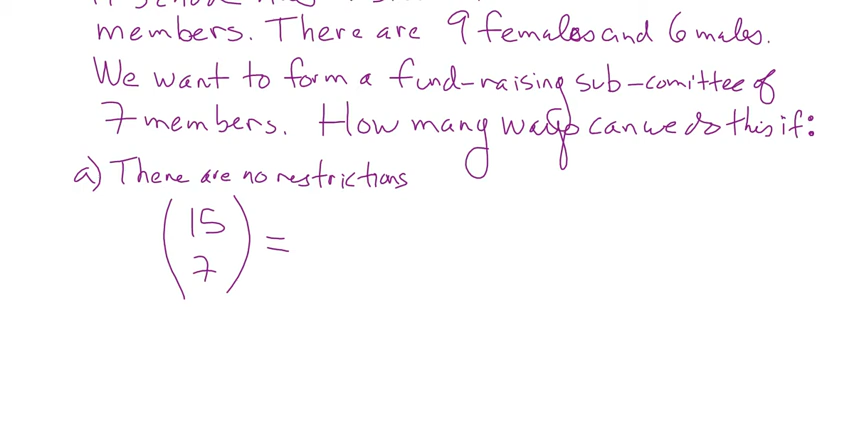 members. There are 9 females and 6 males.
We want to form a fund-raising sub-comittee of
7 members. How many ways can we do this if:
a) There are no restrictions
(15
7) =